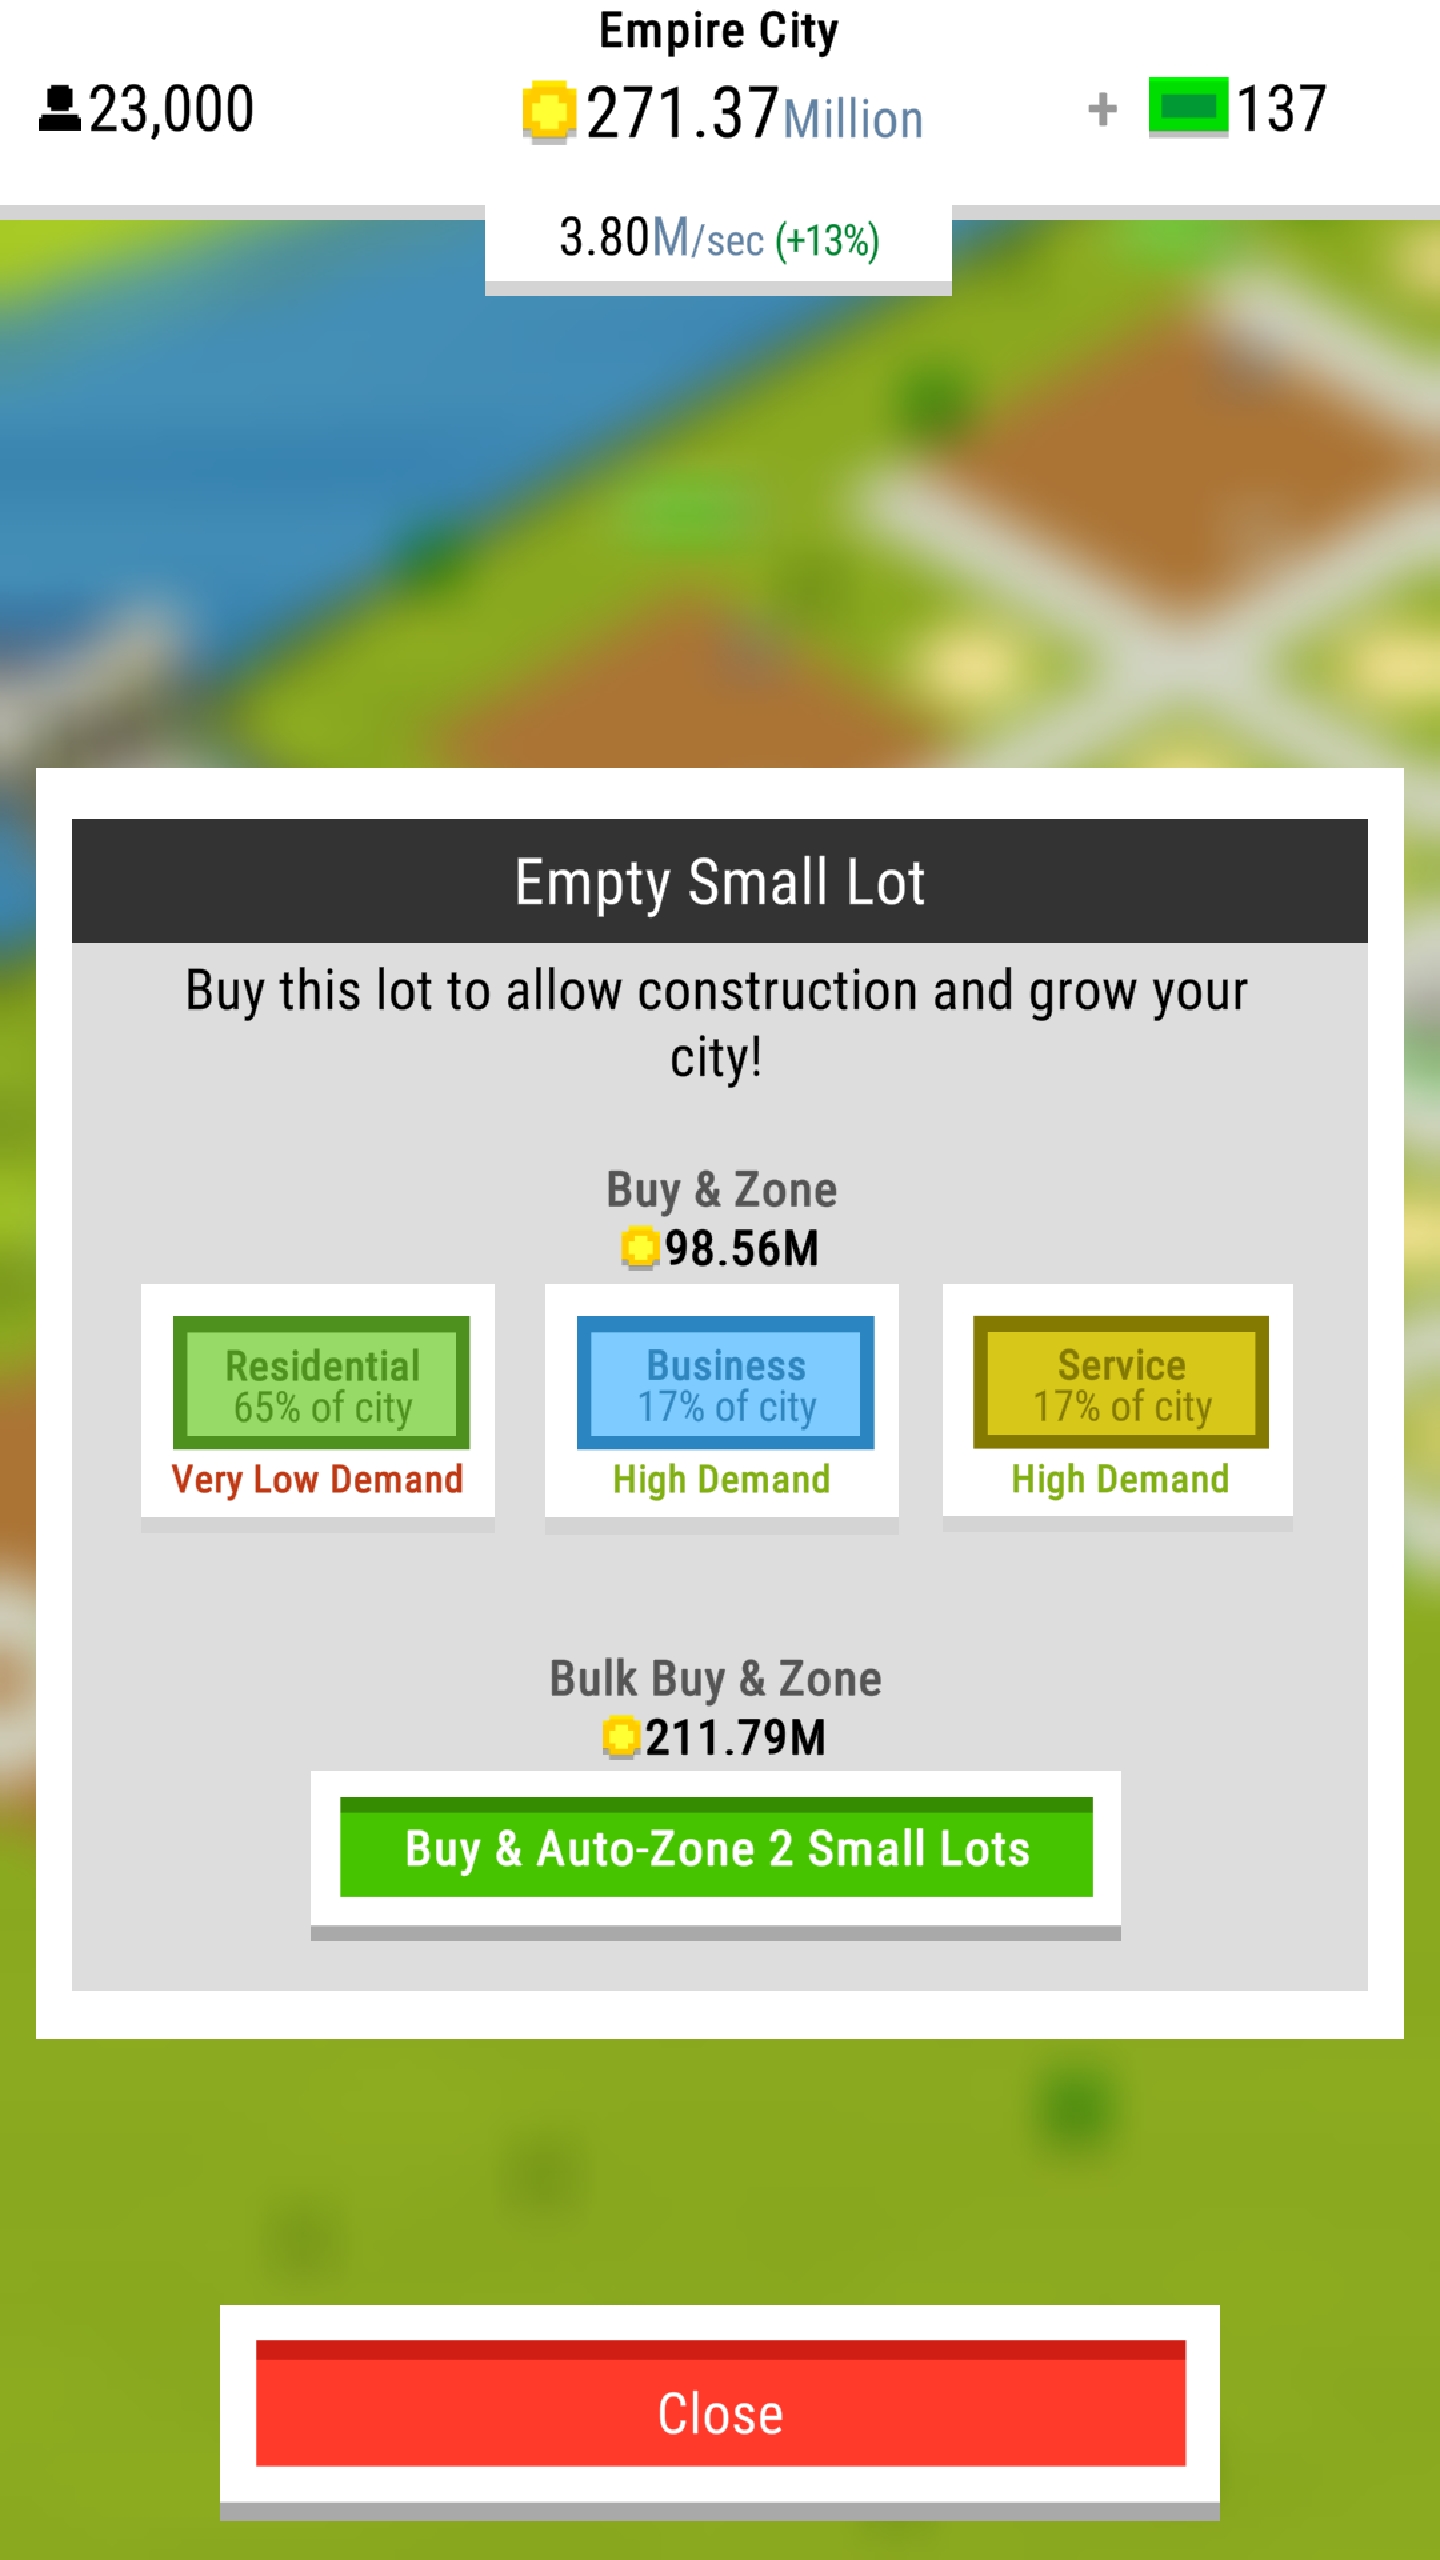 Empire City
23,000
271.37Million
+ 137
3.80M/sec (+13%)
Empty Small Lot
Buy this lot to allow construction and grow your
city!
Buy & Zone
98.56M
Residential
65% of city
Very Low Demand
Business
17% of city
High Demand
Service
17% of city
High Demand
Bulk Buy & Zone
211.79M
Buy & Auto-Zone 2 Small Lots
Close